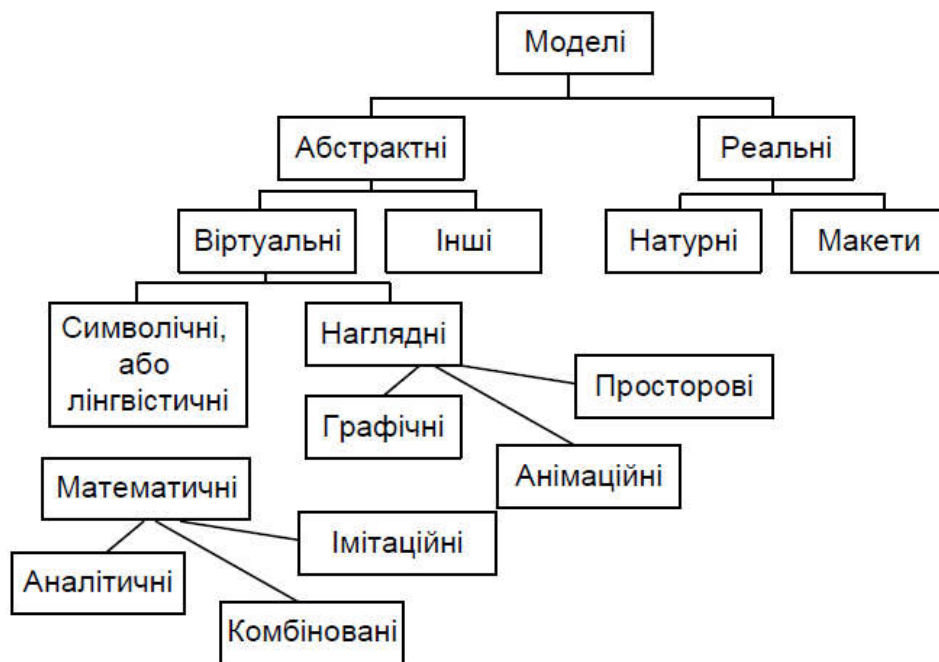 Моделі
Абстрактні
Реальні
Віртуальні
Інші
Натурні
Макети
Символічні,
або
лінгвістичні
Наглядні
Просторові
Графічні
Анімаційні
Математичні
Імітаційні
Аналітичні
Комбіновані